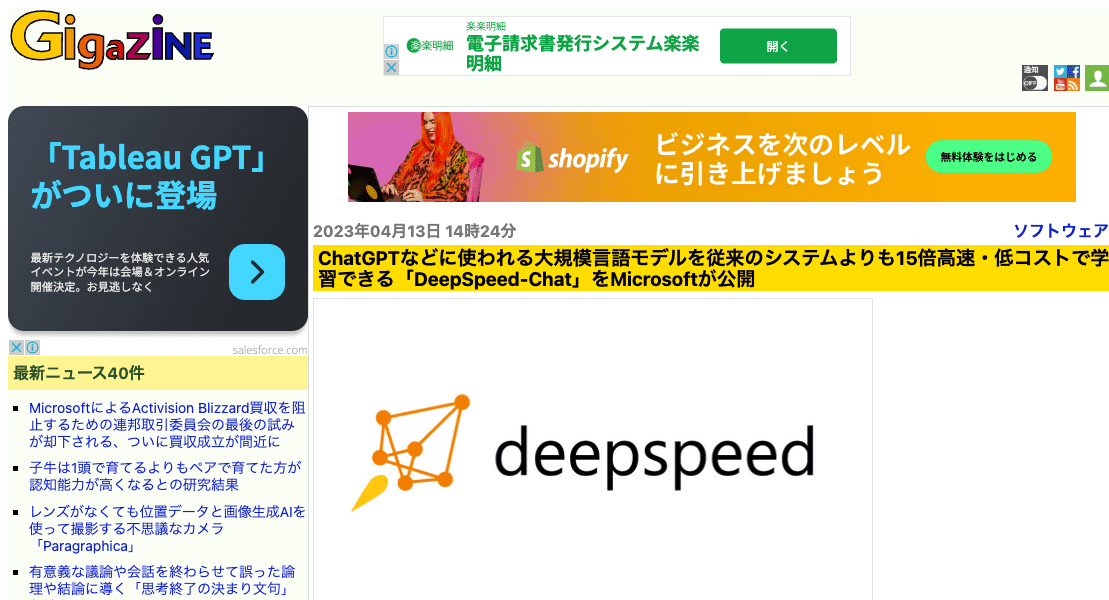 GigaZiNE
楽楽明細
楽楽明細
電子請求書発行システム楽楽
明細
開く
通知
OFF
「Tableau GPT」
がついに登場
最新テクノロジーを体験できる人気
イベントが今年は会場＆オンライン
開催決定。お見逃しなく
salesforce.com
shopify
ビジネスを次のレベル
に引き上げましょう
無料体験をはじめる
2023年04月13日 14時24分
ソフトウェア
ChatGPTなどに使われる大規模言語モデルを従来のシステムよりも15倍高速・低コストで学
習できる「DeepSpeed-Chat」をMicrosoftが公開
deepspeed
最新ニュース40件
MicrosoftによるActivision Blizzard買収を阻
止するための連邦取引委員会の最後の試み
が却下される、ついに買収成立が間近に
子牛は1頭で育てるよりもペアで育てた方が
認知能力が高くなるとの研究結果
レンズがなくても位置データと画像生成AIを
使って撮影する不思議なカメラ
「Paragraphica」
有意義な議論や会話を終わらせて誤った論
理や結論に導く「思考終了の決まり文句」